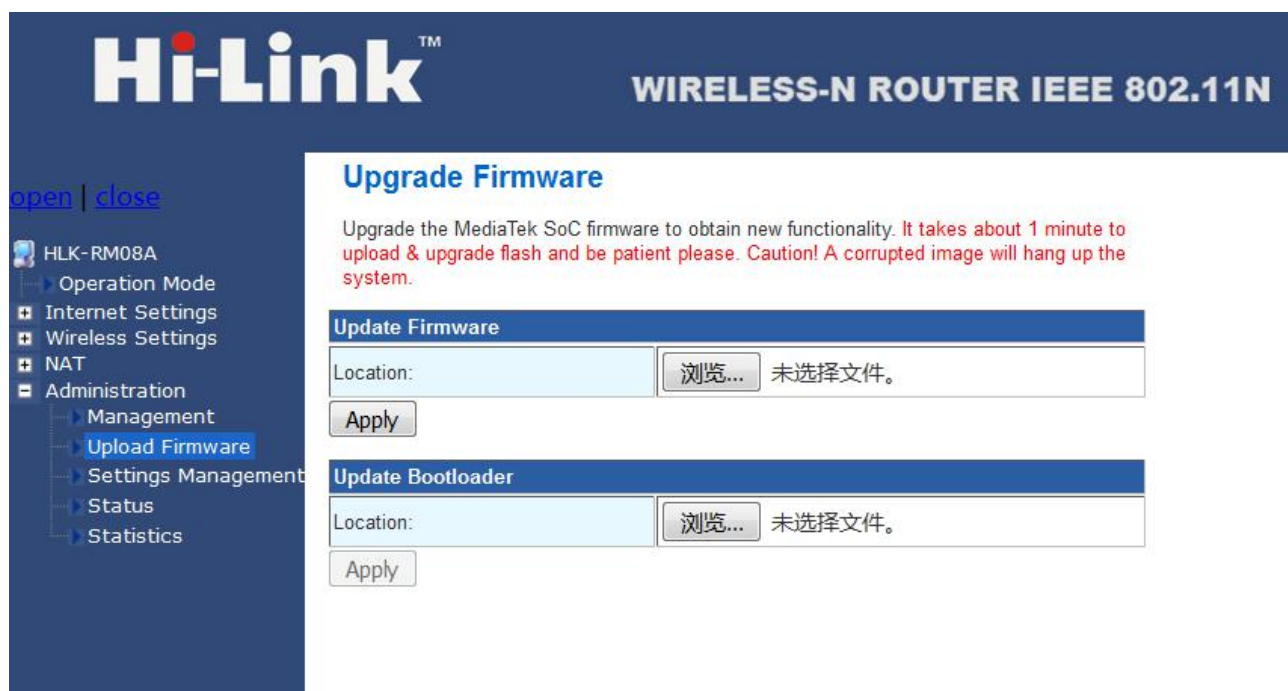 Hi-Link™
WIRELESS-N ROUTER IEEE 802.11N
open | close
HLK-RM08A
Operation Mode
Internet Settings
Wireless Settings
NAT
Administration
Management
Upload Firmware
Settings Management
Status
Statistics
Upgrade Firmware
Upgrade the MediaTek SoC firmware to obtain new functionality. It takes about 1 minute to
upload & upgrade flash and be patient please. Caution! A corrupted image will hang up the
system.
Update Firmware
Location: 浏览... 未选择文件。
Apply
Update Bootloader
Location: 浏览... 未选择文件。
Apply